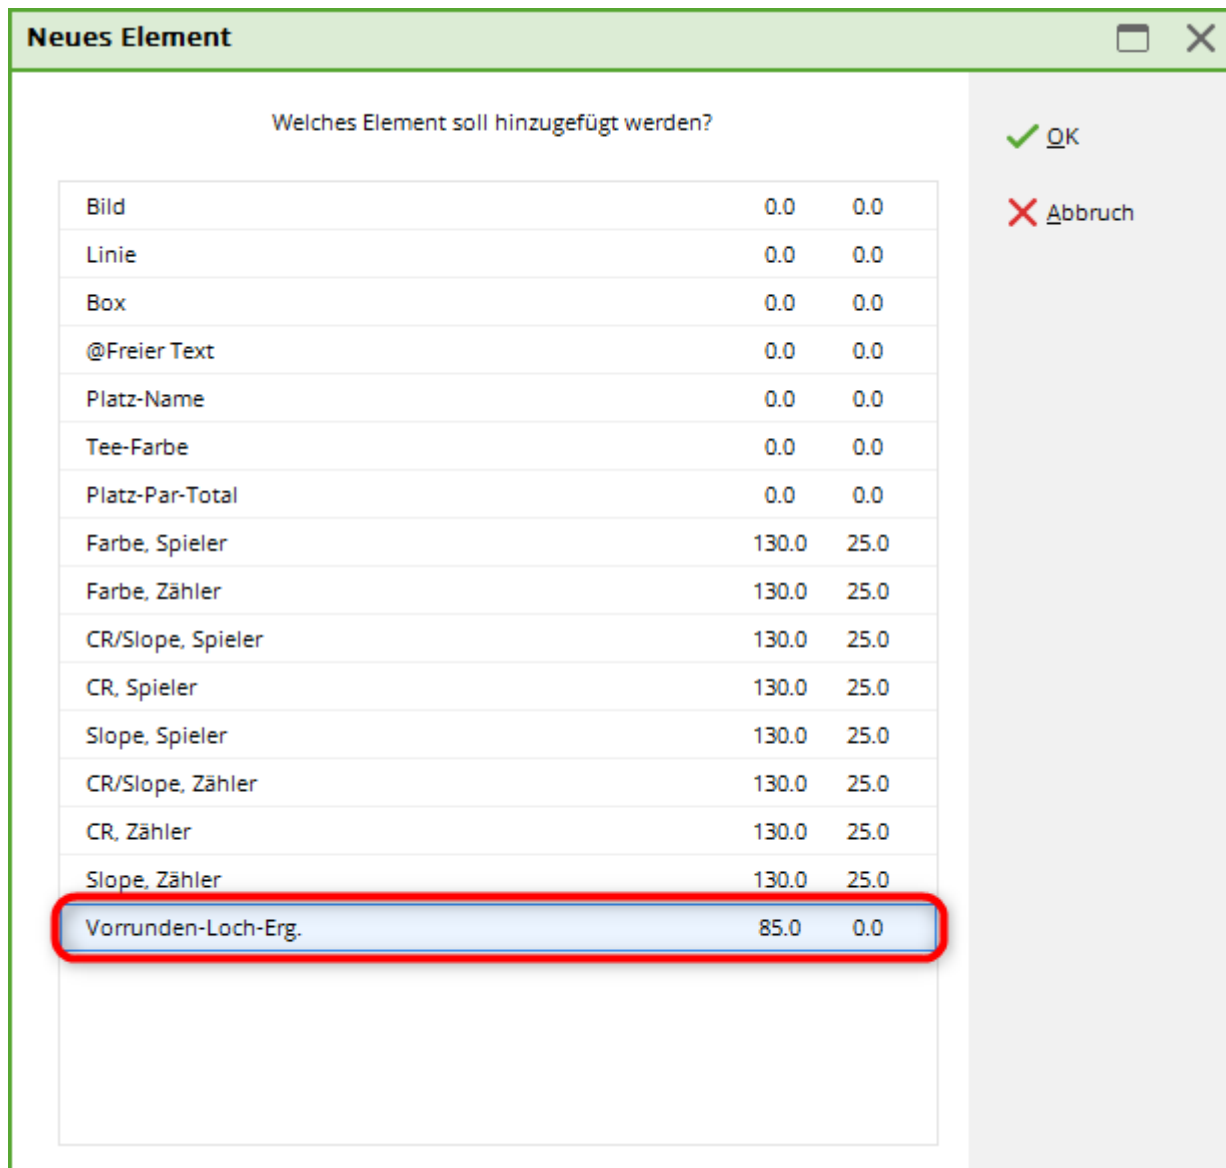 Neues Element
Welches Element soll hinzugefügt werden?
OK
Abbruch
Bild 0.0 0.0
Linie 0.0 0.0
Box 0.0 0.0
@Freier Text 0.0 0.0
Platz-Name 0.0 0.0
Tee-Farbe 0.0 0.0
Platz-Par-Total 0.0 0.0
Farbe, Spieler 130.0 25.0
Farbe, Zähler 130.0 25.0
CR/Slope, Spieler 130.0 25.0
CR, Spieler 130.0 25.0
Slope, Spieler 130.0 25.0
CR/Slope, Zähler 130.0 25.0
CR, Zähler 130.0 25.0
Slope, Zähler 130.0 25.0
Vorrunden-Loch-Erg. 85.0 0.0